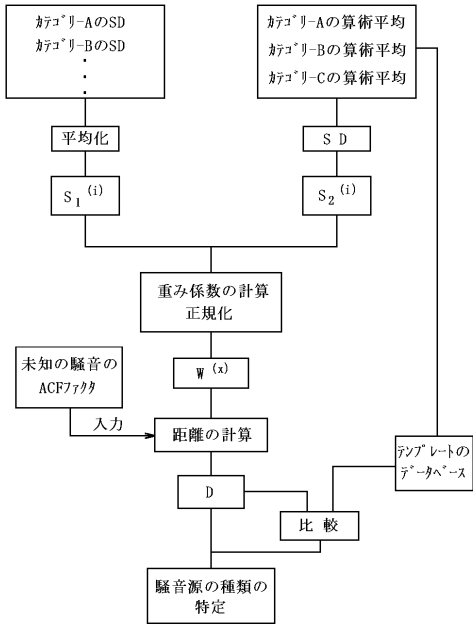 ｶﾃｺﾞﾘｰAのSD
ｶﾃｺﾞﾘｰBのSD
・
・
・
ｶﾃｺﾞﾘｰAの算術平均
ｶﾃｺﾞﾘｰBの算術平均
ｶﾃｺﾞﾘｰCの算術平均
平均化
S D
S1(i)
S2(i)
重み係数の計算
正規化
未知の騒音の
ACFﾌｧｸﾀ
W(x)
入力
距離の計算
ﾃﾝﾌﾟﾚｰﾄの
ﾃﾞｰﾀﾍﾞｰｽ
D
比 較
騒音源の種類の
特定